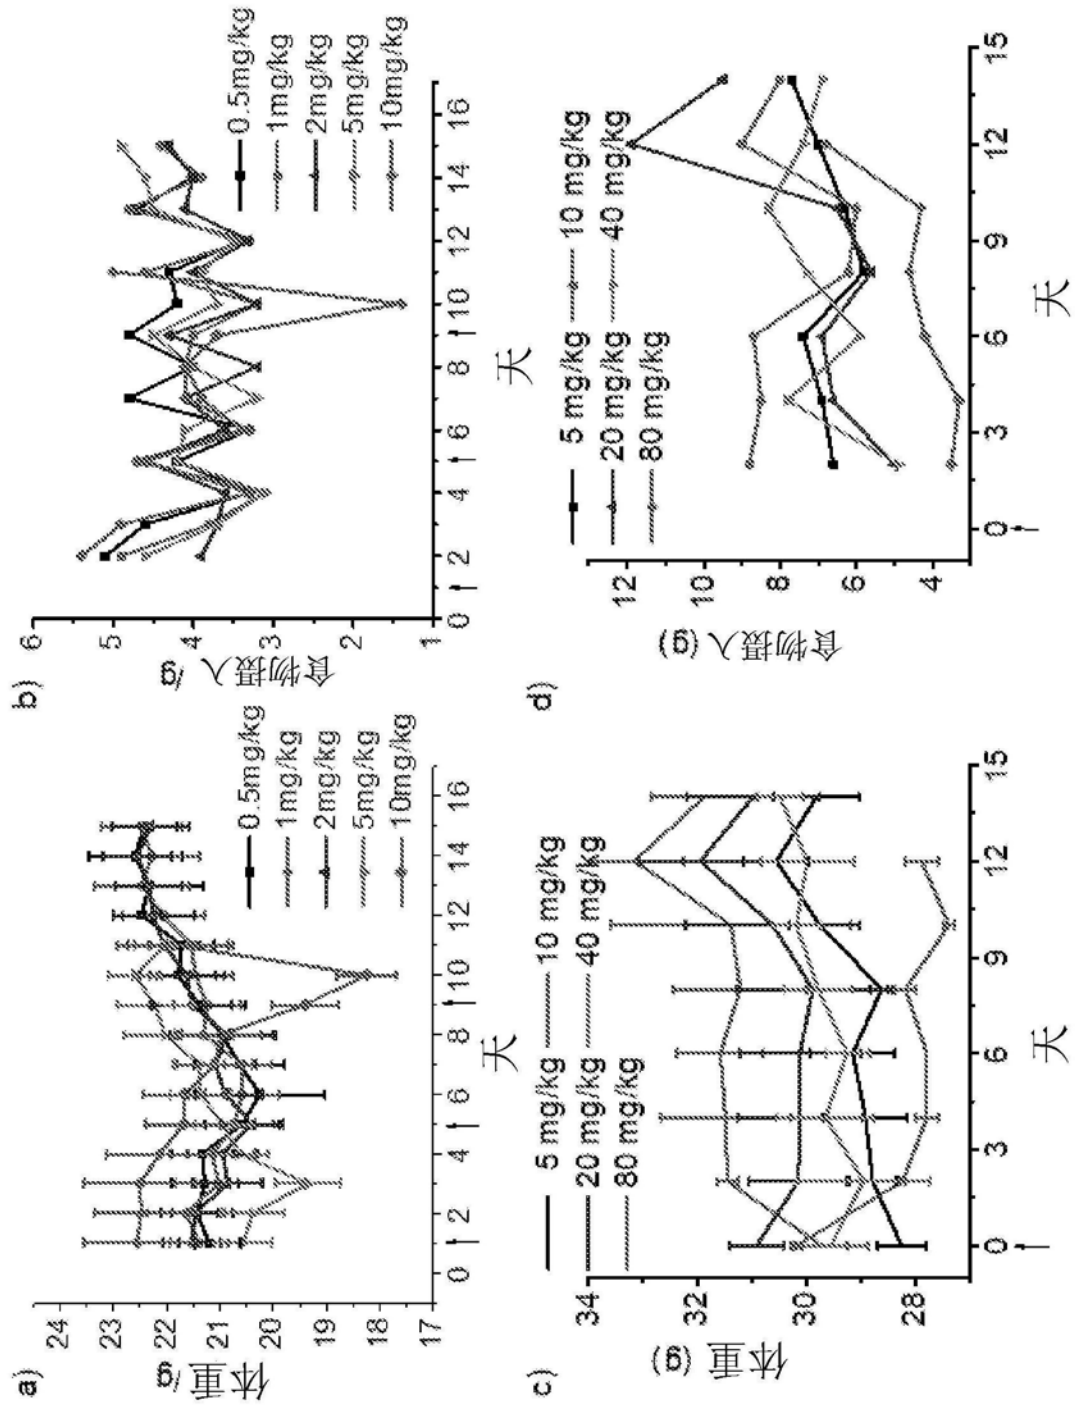 a)
体重/g
24
23
22
21
20
19
18
17
0 2 4 6 8 10 12 14 16
天
0.5mg/kg
1mg/kg
2mg/kg
5mg/kg
10mg/kg
b)
食物摄入/g
6
5
4
3
2
1
0 2 4 6 8 10 12 14 16
天
0.5mg/kg
1mg/kg
2mg/kg
5mg/kg
10mg/kg
c)
体重 (g)
34
32
30
28
0 3 6 9 12 15
天
5 mg/kg 10 mg/kg
20 mg/kg 40 mg/kg
80 mg/kg
d)
食物摄入 (g)
12
10
8
6
4
0 3 6 9 12 15
天
5 mg/kg 10 mg/kg
20 mg/kg 40 mg/kg
80 mg/kg